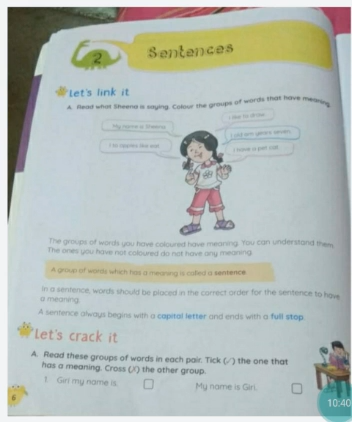 2
Sentences
Let's link it
A. Read what Sheena is saying. Colour the groups of words that have meaning.
My name is Sheena.
I like to draw.
I old am years seven.
I to apples like eat.
I have a pet cat.
The groups of words you have coloured have meaning. You can understand them.
The ones you have not coloured do not have any meaning.
A group of words which has a meaning is called a sentence.
In a sentence, words should be placed in the correct order for the sentence to have
a meaning.
A sentence always begins with a capital letter and ends with a full stop.
Let's crack it
A. Read these groups of words in each pair. Tick (✓) the one that
has a meaning. Cross (✗) the other group.
1. Giri my name is.
My name is Giri.
6
10:40